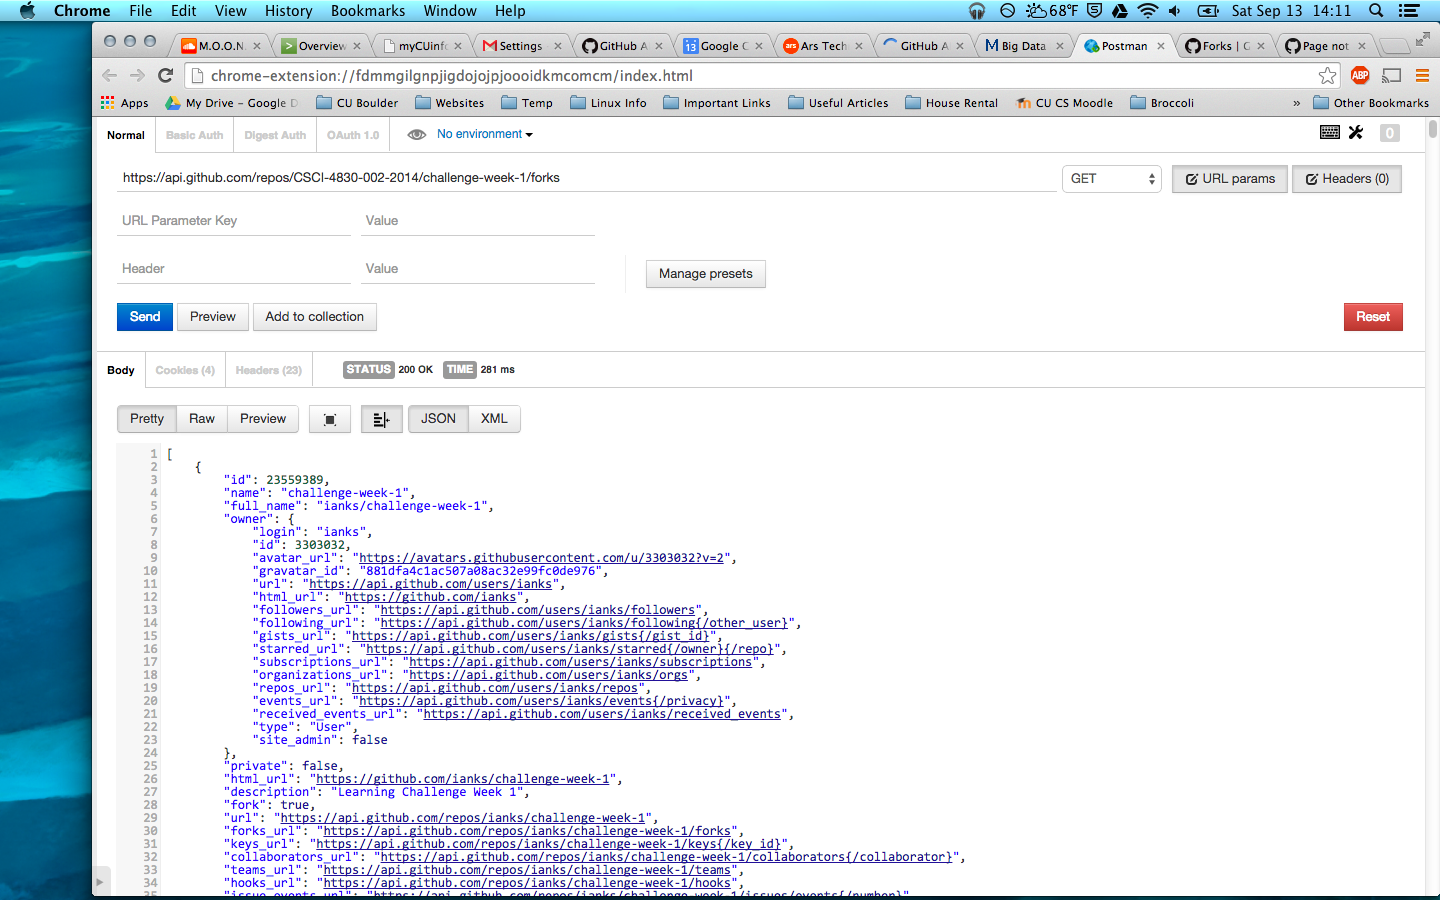 Chrome File Edit View History Bookmarks Window Help 68°F Sat Sep 13 14:11
M.O.O.N. Overview myCUinfo Settings GitHub A Google C Ars Techn GitHub A Big Data Postman Forks | G Page not
chrome-extension://fdmmgilgnpjigdojojpjoooidkmcomcm/index.html ABP
Apps My Drive - Google D CU Boulder Websites Temp Linux Info Important Links Useful Articles House Rental CU CS Moodle Broccoli » Other Bookmarks
Normal Basic Auth Digest Auth OAuth 1.0 No environment 0
https://api.github.com/repos/CSCI-4830-002-2014/challenge-week-1/forks GET URL params Headers (0)
URL Parameter Key Value
Header Value Manage presets
Send Preview Add to collection Reset
Body Cookies (4) Headers (23) STATUS 200 OK TIME 281 ms
Pretty Raw Preview JSON XML
1 [
2 {
3 "id": 23559389,
4 "name": "challenge-week-1",
5 "full_name": "ianks/challenge-week-1",
6 "owner": {
7 "login": "ianks",
8 "id": 3303032,
9 "avatar_url": "https://avatars.githubusercontent.com/u/3303032?v=2",
10 "gravatar_id": "881dfa4c1ac507a08ac32e99fc0de976",
11 "url": "https://api.github.com/users/ianks",
12 "html_url": "https://github.com/ianks",
13 "followers_url": "https://api.github.com/users/ianks/followers",
14 "following_url": "https://api.github.com/users/ianks/following{/other_user}",
15 "gists_url": "https://api.github.com/users/ianks/gists{/gist_id}",
16 "starred_url": "https://api.github.com/users/ianks/starred{/owner}{/repo}",
17 "subscriptions_url": "https://api.github.com/users/ianks/subscriptions",
18 "organizations_url": "https://api.github.com/users/ianks/orgs",
19 "repos_url": "https://api.github.com/users/ianks/repos",
20 "events_url": "https://api.github.com/users/ianks/events{/privacy}",
21 "received_events_url": "https://api.github.com/users/ianks/received_events",
22 "type": "User",
23 "site_admin": false
24 },
25 "private": false,
26 "html_url": "https://github.com/ianks/challenge-week-1",
27 "description": "Learning Challenge Week 1",
28 "fork": true,
29 "url": "https://api.github.com/repos/ianks/challenge-week-1",
30 "forks_url": "https://api.github.com/repos/ianks/challenge-week-1/forks",
31 "keys_url": "https://api.github.com/repos/ianks/challenge-week-1/keys{/key_id}",
32 "collaborators_url": "https://api.github.com/repos/ianks/challenge-week-1/collaborators{/collaborator}",
33 "teams_url": "https://api.github.com/repos/ianks/challenge-week-1/teams",
34 "hooks_url": "https://api.github.com/repos/ianks/challenge-week-1/hooks",
35 "issue_events_url": "https://api.github.com/repos/ianks/challenge-week-1/issues/events{/number}",